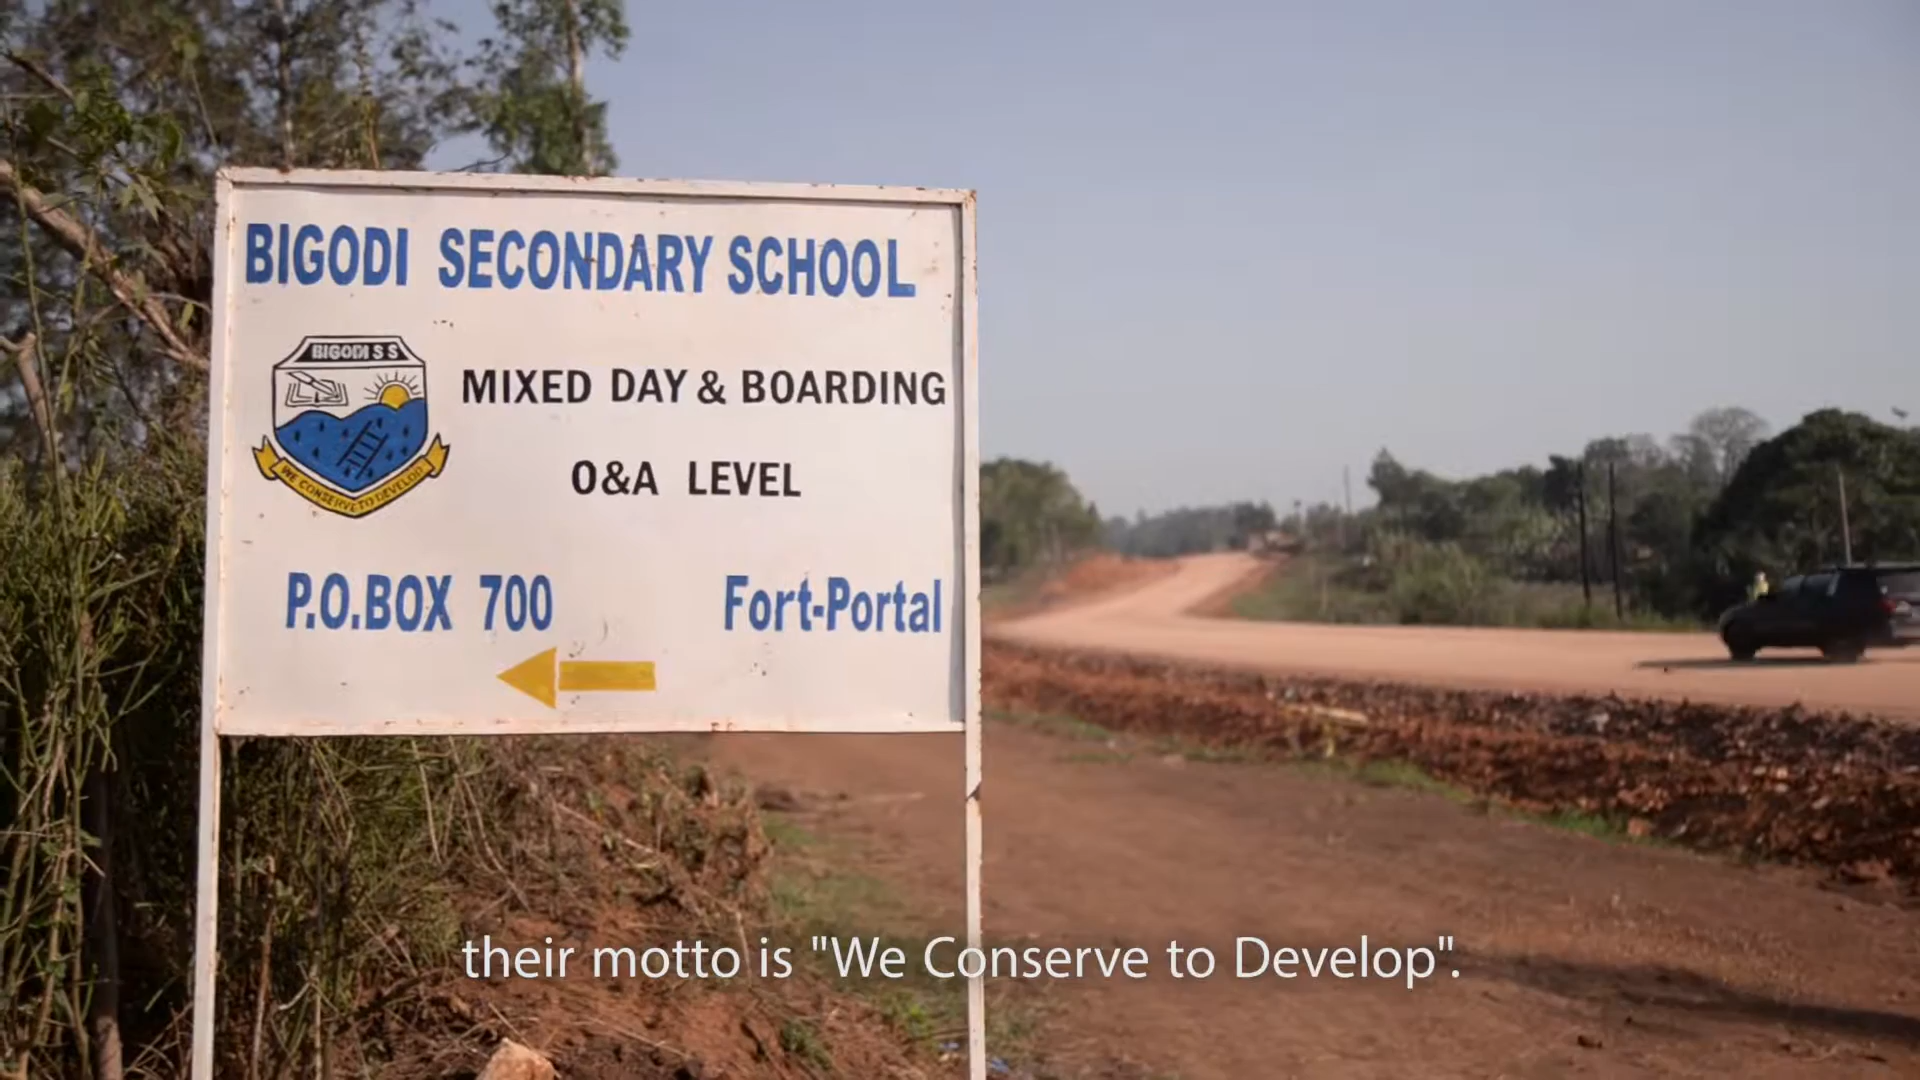 BIGODI SECONDARY SCHOOL
BIGODI S S
WE CONSERVE TO DEVELOP
MIXED DAY & BOARDING
O&A LEVEL
P.O.BOX 700 Fort-Portal
their motto is "We Conserve to Develop".